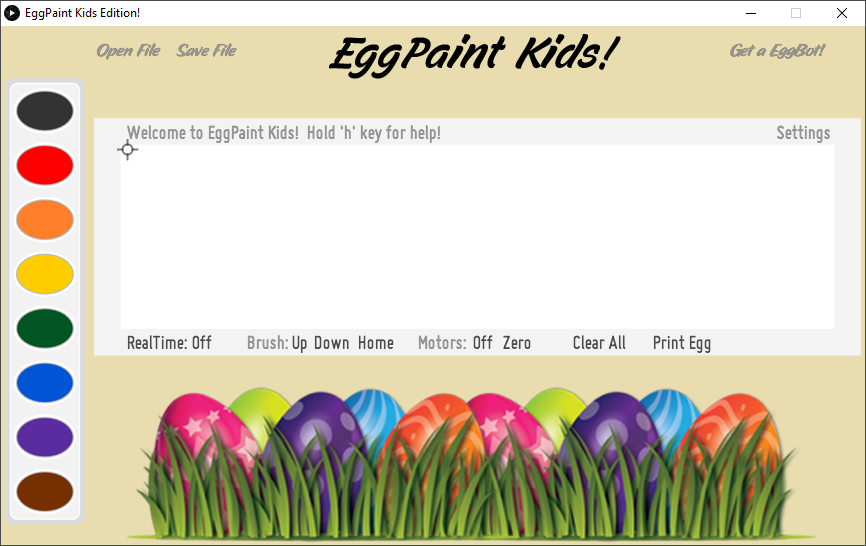 EggPaint Kids Edition!
Open File Save File EggPaint Kids! Get a EggBot!
Welcome to EggPaint Kids! Hold 'h' key for help! Settings
RealTime: Off Brush: Up Down Home Motors: Off Zero Clear All Print Egg